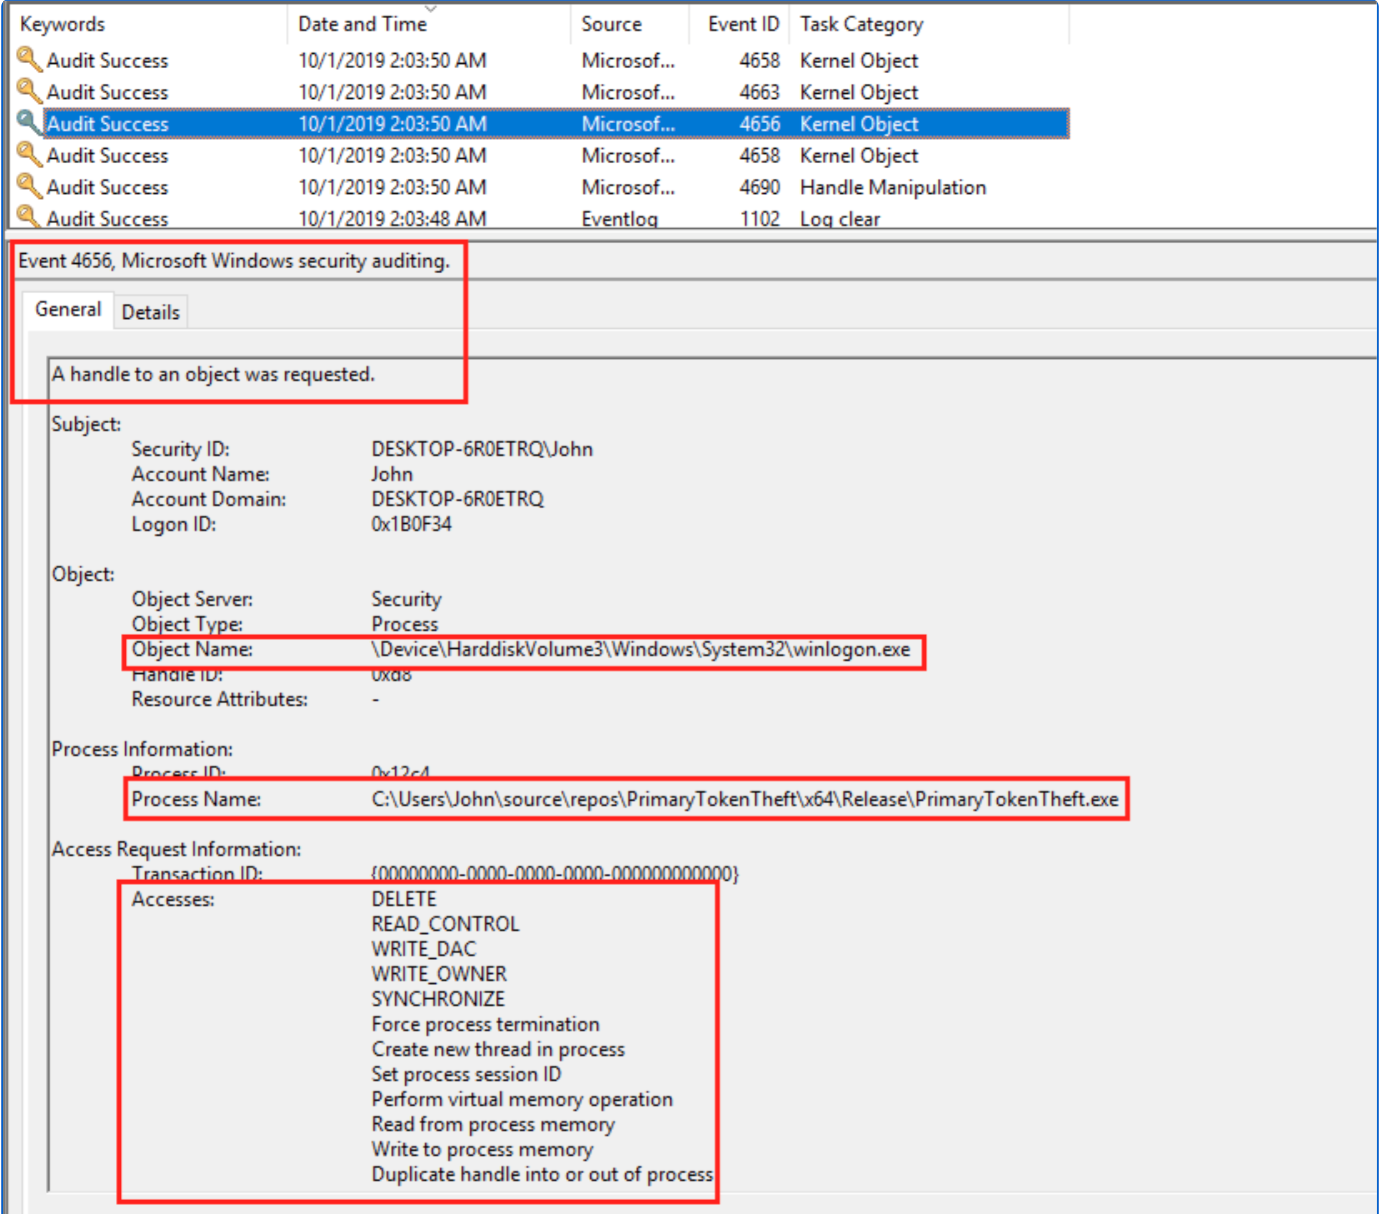 Keywords Date and Time Source Event ID Task Category
Audit Success 10/1/2019 2:03:50 AM Microsof... 4658 Kernel Object
Audit Success 10/1/2019 2:03:50 AM Microsof... 4663 Kernel Object
Audit Success 10/1/2019 2:03:50 AM Microsof... 4656 Kernel Object
Audit Success 10/1/2019 2:03:50 AM Microsof... 4658 Kernel Object
Audit Success 10/1/2019 2:03:50 AM Microsof... 4690 Handle Manipulation
Audit Success 10/1/2019 2:03:48 AM Eventlog 1102 Log clear
Event 4656, Microsoft Windows security auditing.
General Details
A handle to an object was requested.
Subject:
Security ID: DESKTOP-6R0ETRQ\John
Account Name: John
Account Domain: DESKTOP-6R0ETRQ
Logon ID: 0x1B0F34
Object:
Object Server: Security
Object Type: Process
Object Name: \Device\HarddiskVolume3\Windows\System32\winlogon.exe
Handle ID: 0xd8
Resource Attributes: -
Process Information:
Process ID: 0x12c4
Process Name: C:\Users\John\source\repos\PrimaryTokenTheft\x64\Release\PrimaryTokenTheft.exe
Access Request Information:
Transaction ID: {00000000-0000-0000-0000-000000000000}
Accesses: DELETE
READ_CONTROL
WRITE_DAC
WRITE_OWNER
SYNCHRONIZE
Force process termination
Create new thread in process
Set process session ID
Perform virtual memory operation
Read from process memory
Write to process memory
Duplicate handle into or out of process